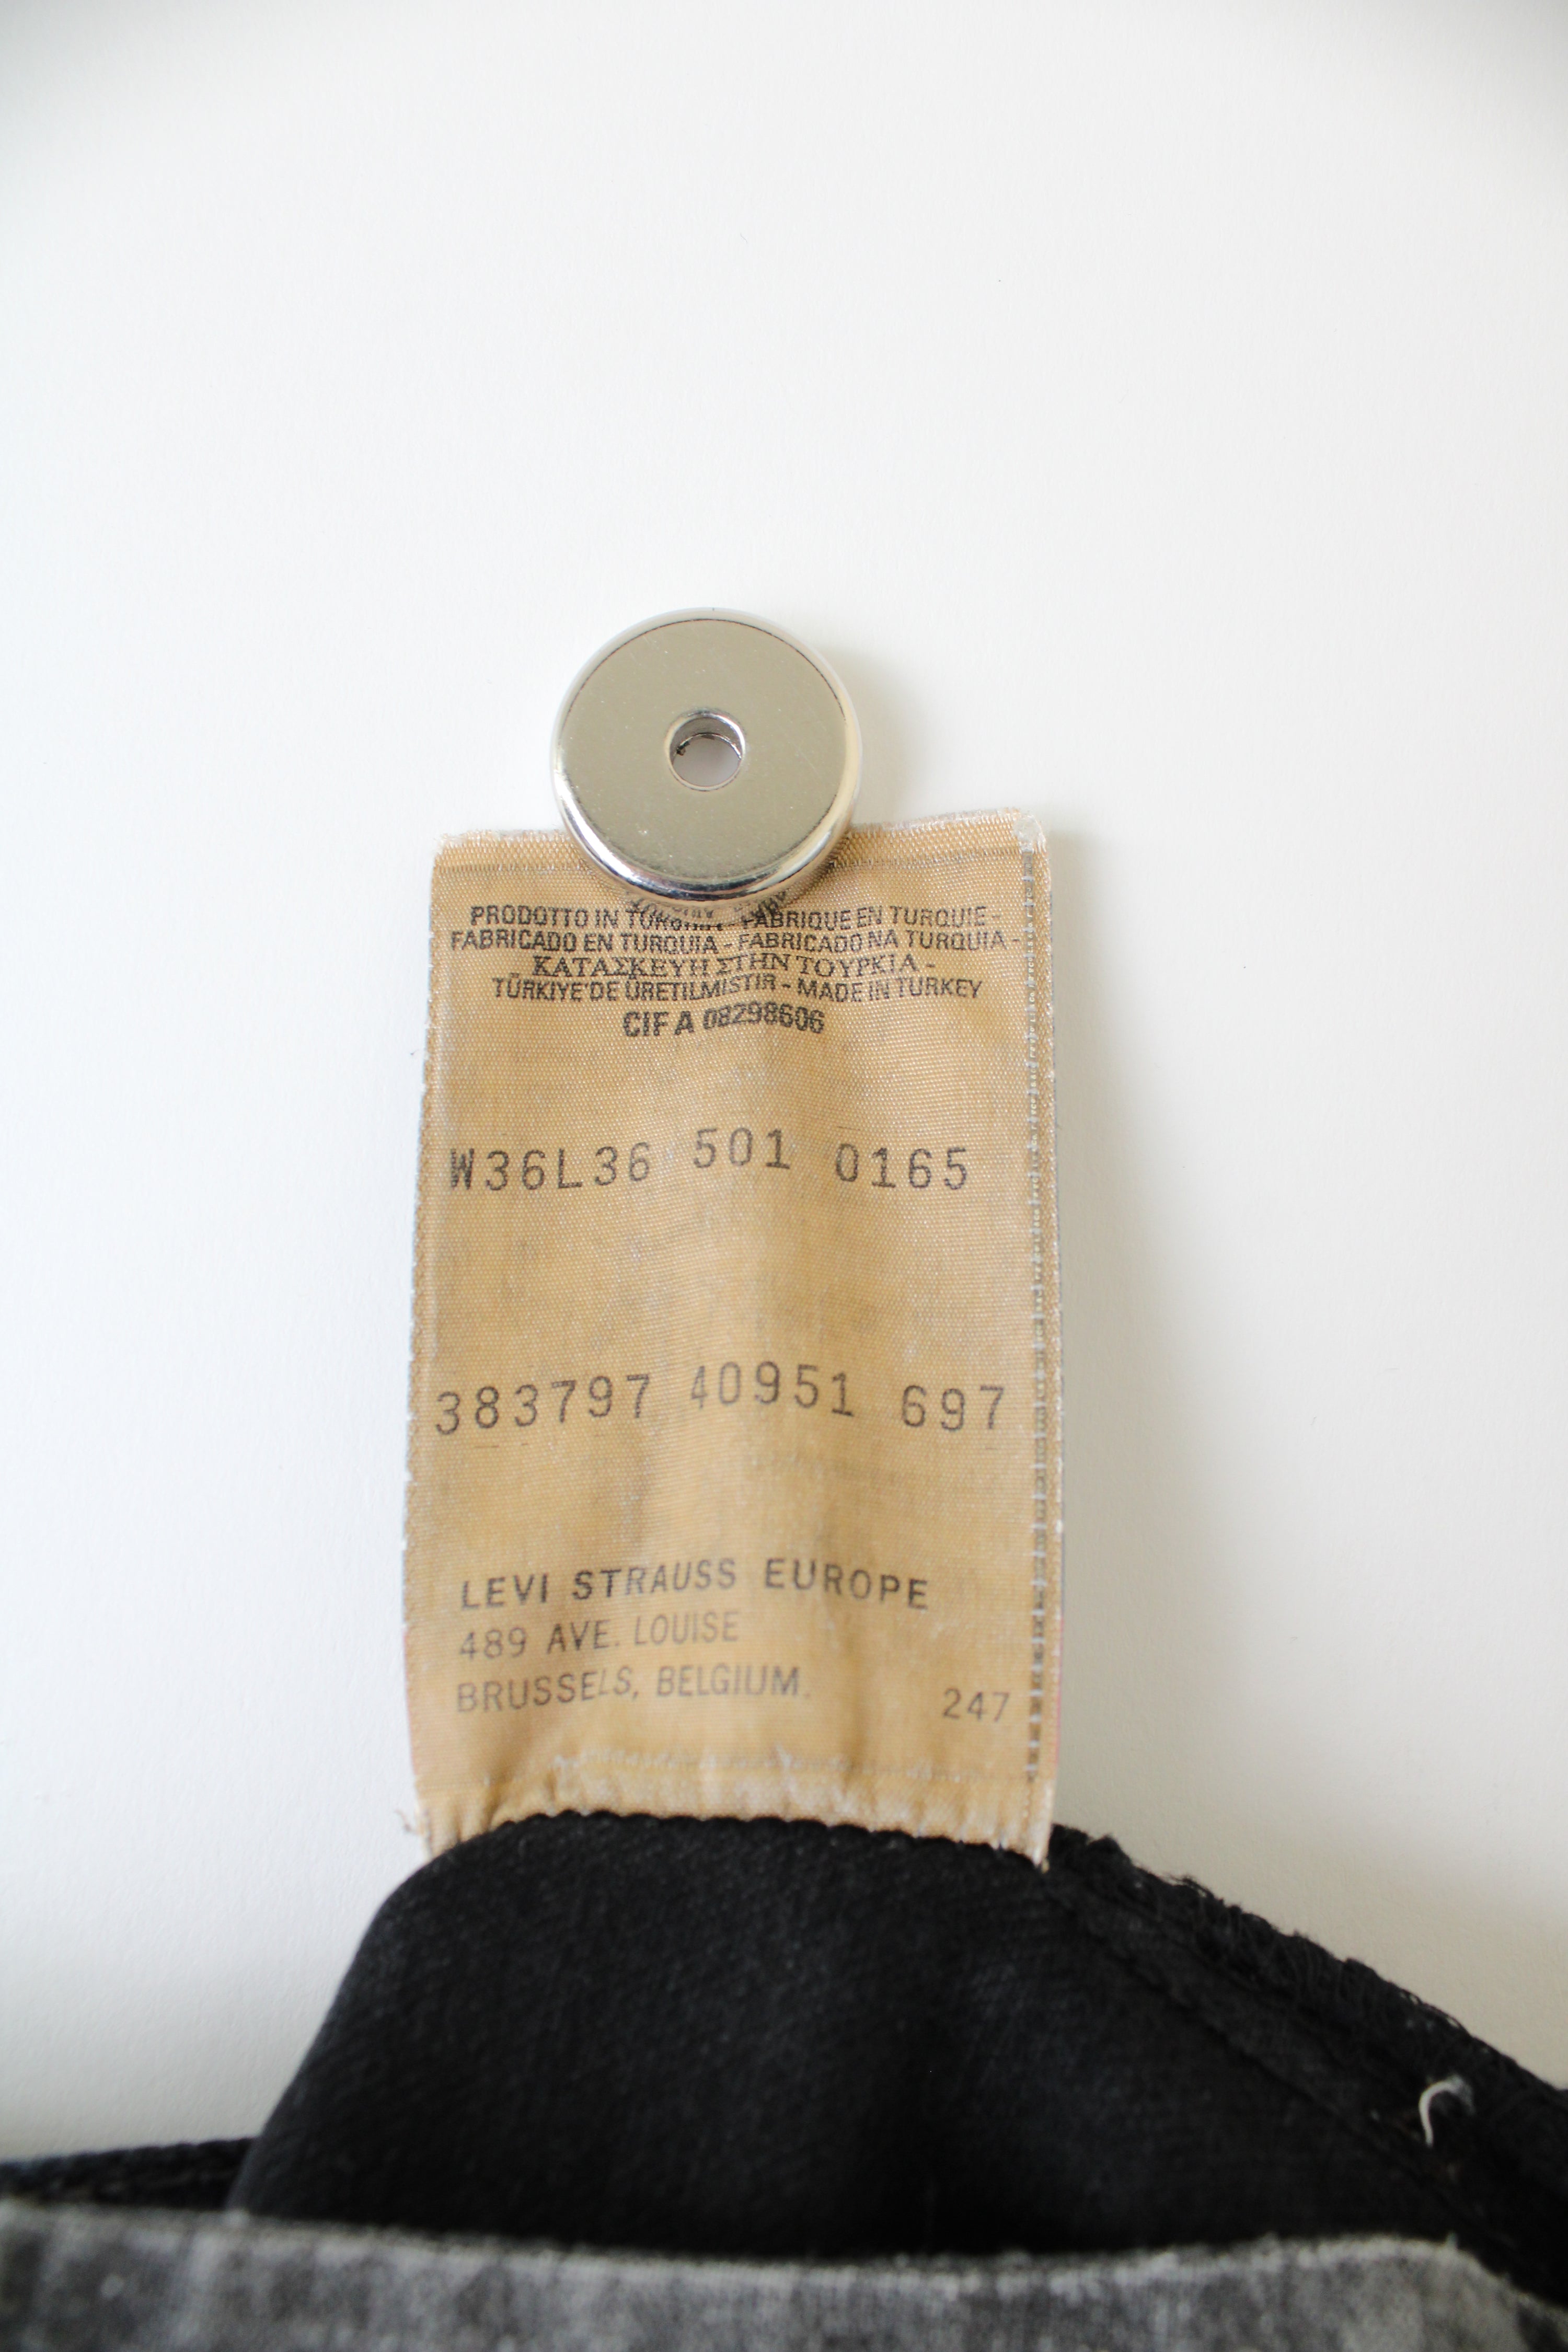 PRODOTTO IN TURCHIA - FABRIQUE EN TURQUIE -
FABRICADO EN TURQUIA - FABRICADO NA TURQUIA -
ΚΑΤΑΣΚΕΥΗ ΣΤΗΝ ΤΟΥΡΚΙΑ -
TÜRKIYE'DE ÜRETILMISTIR - MADE IN TURKEY
CIF A 08298606
W36L36 501 0165
383797 40951 697
LEVI STRAUSS EUROPE
489 AVE. LOUISE
BRUSSELS, BELGIUM.
247